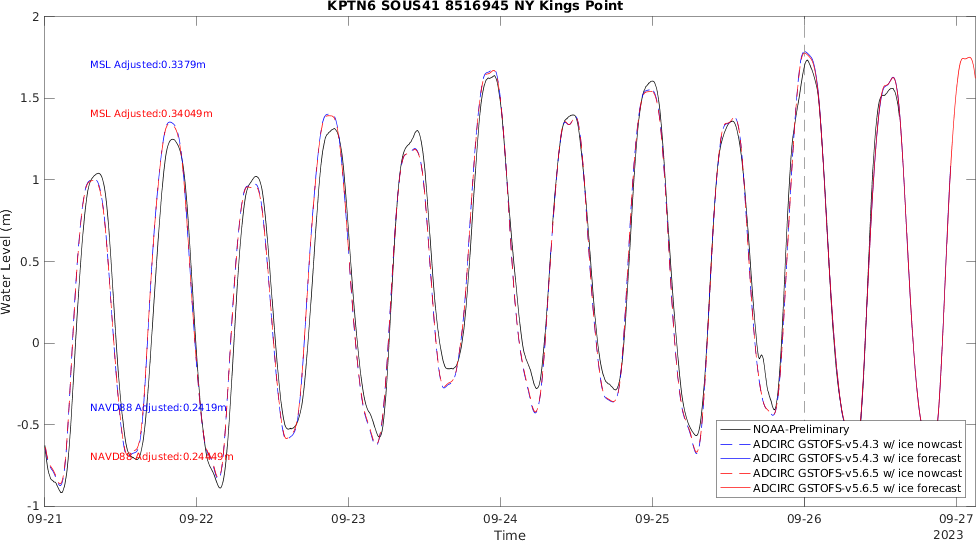 KPTN6 SOUS41 8516945 NY Kings Point
2
1.5
1
0.5
0
-0.5
-1
Water Level (m)
MSL Adjusted:0.3379m
MSL Adjusted:0.34049m
NAVD88 Adjusted:0.2419m
NAVD88 Adjusted:0.24449m
NOAA-Preliminary
ADCIRC GSTOFS-v5.4.3 w/ ice nowcast
ADCIRC GSTOFS-v5.4.3 w/ ice forecast
ADCIRC GSTOFS-v5.6.5 w/ ice nowcast
ADCIRC GSTOFS-v5.6.5 w/ ice forecast
09-21 09-22 09-23 09-24 09-25 09-26 09-27
Time
2023